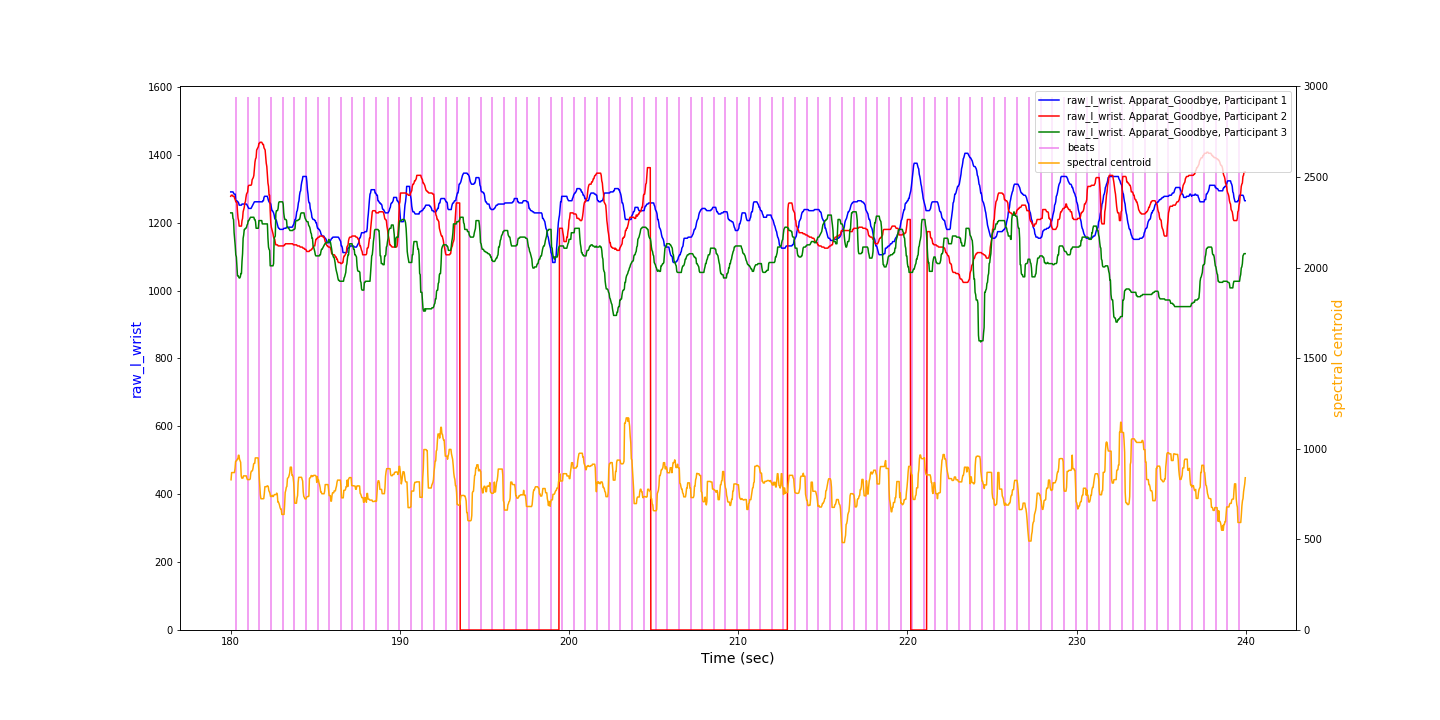 1600
1400
1200
1000
800
600
400
200
0
raw_l_wrist
3000
2500
2000
1500
1000
500
0
spectral centroid
raw_l_wrist. Apparat_Goodbye, Participant 1
raw_l_wrist. Apparat_Goodbye, Participant 2
raw_l_wrist. Apparat_Goodbye, Participant 3
beats
spectral centroid
180 190 200 210 220 230 240
Time (sec)